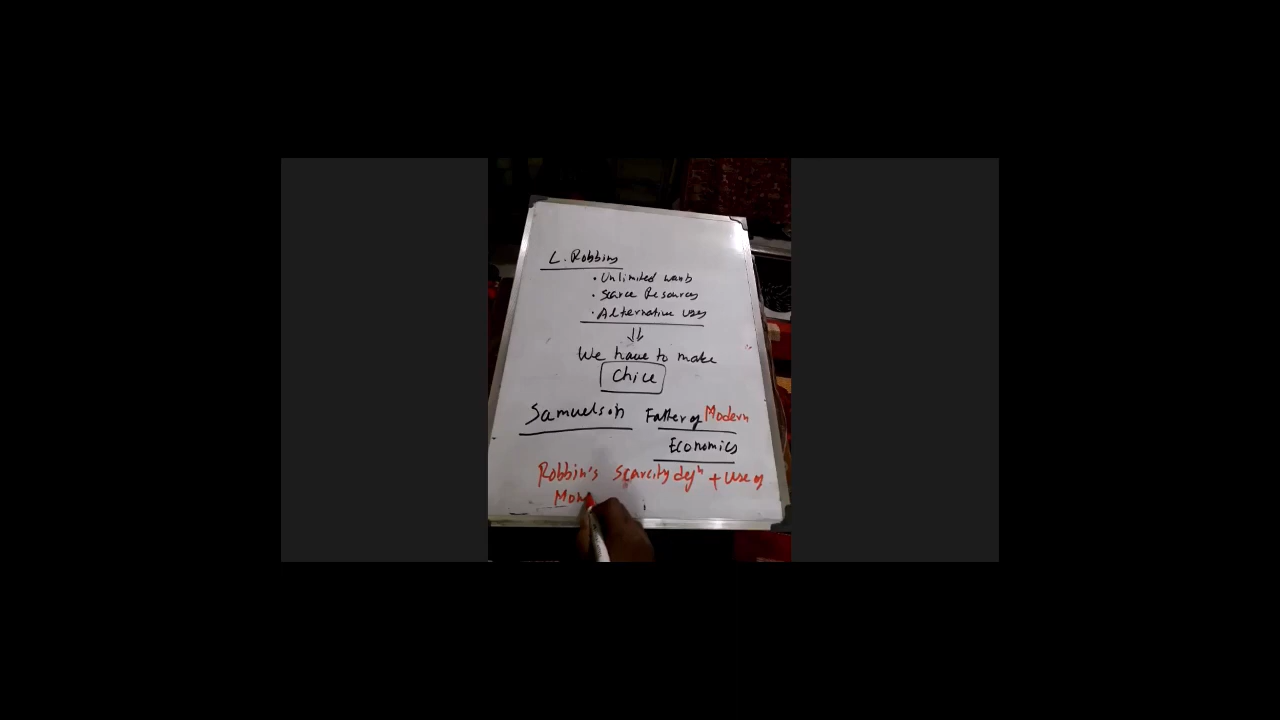 L. Robbins
• Unlimited wants
• Scarce Resources
• Alternative uses
We have to make
Chice
Samuelson Father of Modern
Economics
Robbin's Scarcity defⁿ + use of
Mon